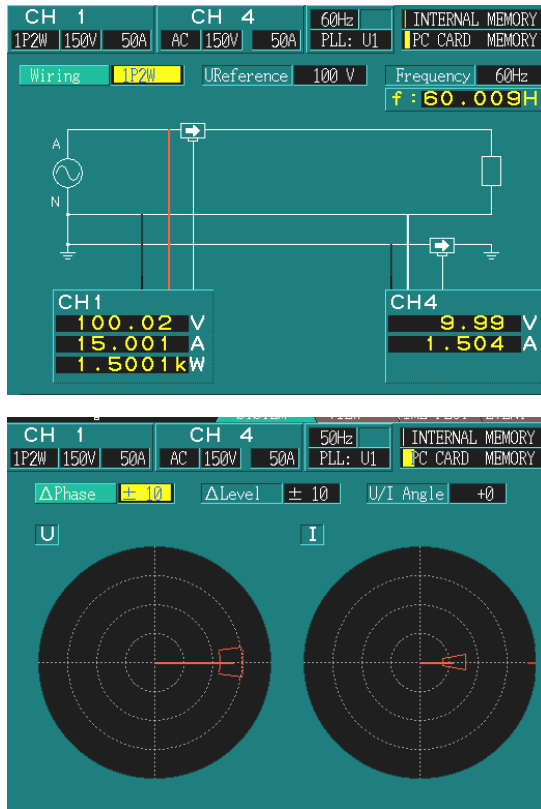 CH 1 CH 4 60Hz INTERNAL MEMORY
1P2W 150V 50A AC 150V 50A PLL: U1 PC CARD MEMORY
Wiring 1P2W UReference 100 V Frequency 60Hz
f:60.009H
A
N
CH1 CH4
100.02 V 9.99 V
15.001 A 1.504 A
1.5001kW
CH 1 CH 4 50Hz INTERNAL MEMORY
1P2W 150V 50A AC 150V 50A PLL: U1 PC CARD MEMORY
ΔPhase ± 10 ΔLevel ± 10 U/I Angle +0
U I